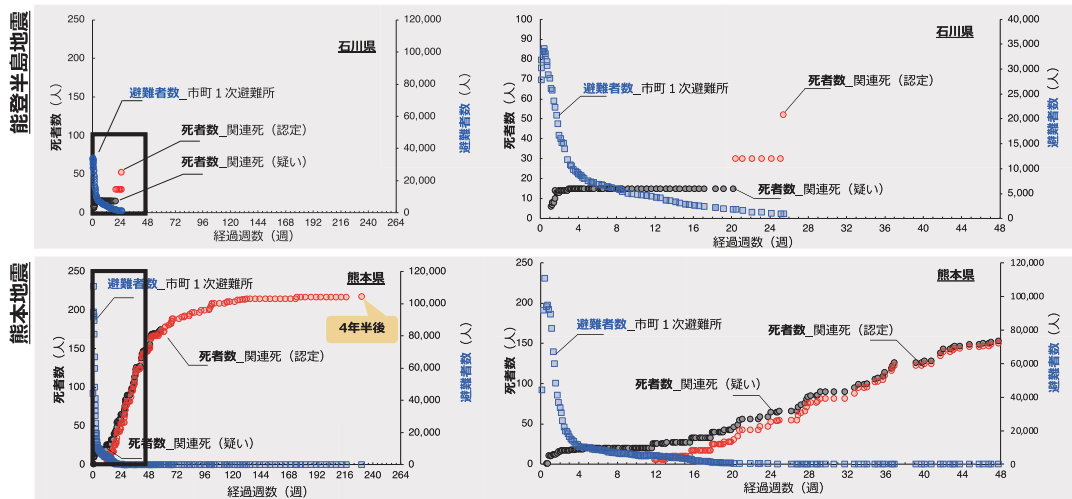 能登半島地震
石川県
死者数（人）
避難者数（人）
250
200
150
100
50
0
120,000
100,000
80,000
60,000
40,000
20,000
0
避難者数_市町１次避難所
死者数_関連死（認定）
死者数_関連死（疑い）
0 24 48 72 96 120 144 168 192 216 240 264
経過週数（週）
石川県
死者数（人）
避難者数（人）
100
90
80
70
60
50
40
30
20
10
0
40,000
35,000
30,000
25,000
20,000
15,000
10,000
5,000
0
避難者数_市町１次避難所
死者数_関連死（認定）
死者数_関連死（疑い）
0 4 8 12 16 20 24 28 32 36 40 44 48
経過週数（週）
熊本地震
熊本県
死者数（人）
避難者数（人）
250
200
150
100
50
0
120,000
100,000
80,000
60,000
40,000
20,000
0
避難者数_市町１次避難所
4年半後
死者数_関連死（認定）
死者数_関連死（疑い）
0 24 48 72 96 120 144 168 192 216 240 264
経過週数（週）
熊本県
死者数（人）
避難者数（人）
250
200
150
100
50
0
120,000
100,000
80,000
60,000
40,000
20,000
0
避難者数_市町１次避難所
死者数_関連死（認定）
死者数_関連死（疑い）
0 4 8 12 16 20 24 28 32 36 40 44 48
経過週数（週）